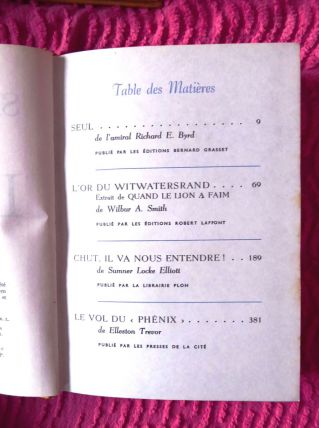 Table des Matières
SEUL . . . . . . . . . . . . . . . . . 9
de l'amiral Richard E. Byrd
PUBLIÉ PAR LES ÉDITIONS BERNARD GRASSET
L'OR DU WITWATERSRAND . . . . 69
Extrait de QUAND LE LION A FAIM
de Wilbur A. Smith
PUBLIÉ PAR LES ÉDITIONS ROBERT LAFFONT
CHUT, IL VA NOUS ENTENDRE ! . . 189
de Sumner Locke Elliott
PUBLIÉ PAR LA LIBRAIRIE PLON
LE VOL DU « PHÉNIX » . . . . . . . 381
de Elleston Trevor
PUBLIÉ PAR LES PRESSES DE LA CITÉ